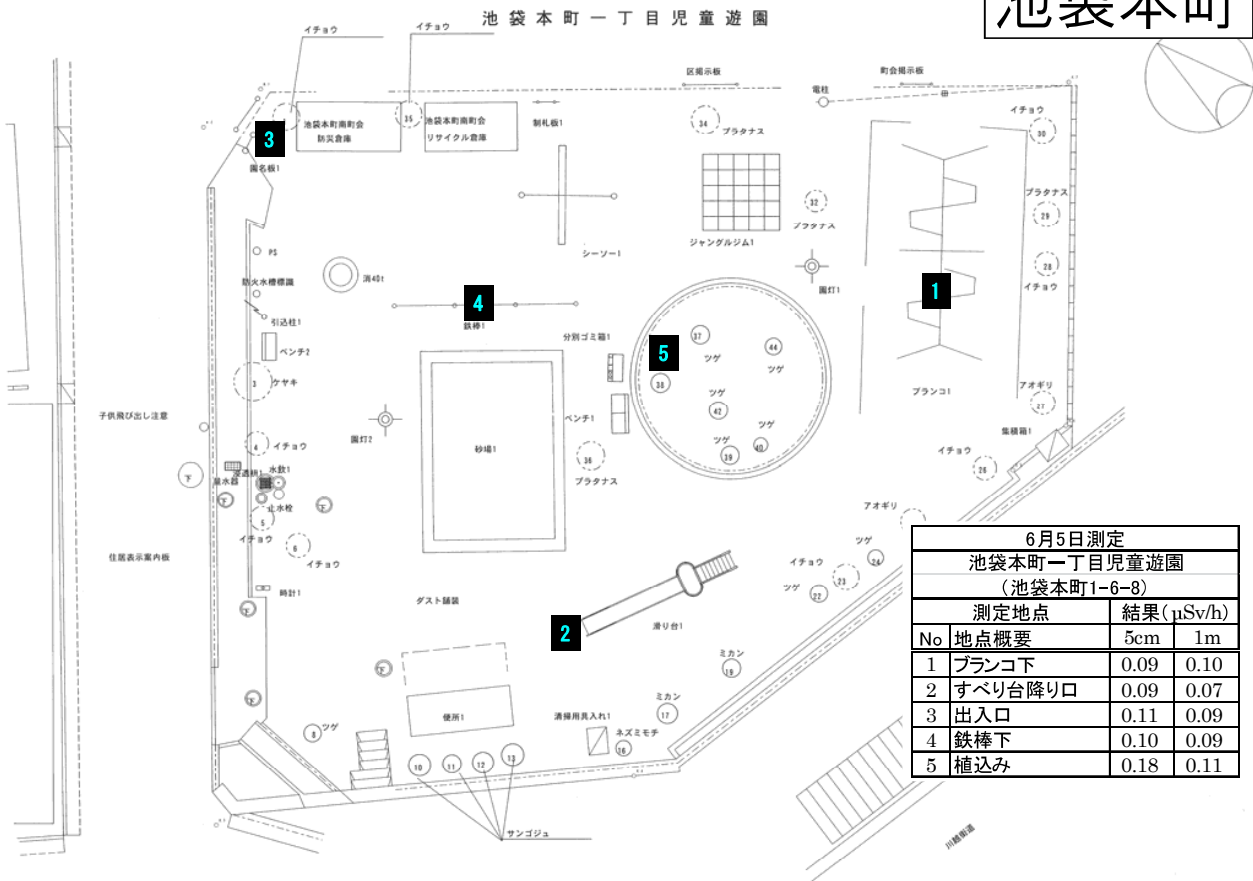 池袋本町一丁目児童遊園
池袋本町
イチョウ
イチョウ
区掲示板
町会掲示板
電柱
35
池袋本町南町会
防災倉庫
池袋本町南町会
リサイクル倉庫
制札板1
34
プラタナス
イチョウ
30
3
園名板1
32
プラタナス
プラタナス
29
ジャングルジム1
シーソー1
PS
防火水槽標識
消40t
28
イチョウ
園灯1
1
4
鉄棒1
引込柱1
ベンチ2
分別ゴミ箱1
5
37
ツゲ
44
ツゲ
38
3
ケヤキ
ツゲ
42
ブランコ1
アオギリ
27
子供飛び出し注意
園灯2
ベンチ1
ツゲ
39
ツゲ
40
集積箱1
4
イチョウ
砂場1
36
プラタナス
イチョウ
26
下
浸透桝1
水飲1
量水器
下
止水栓
下
5
イチョウ
アオギリ
6
イチョウ
住居表示案内板
ツゲ
24
イチョウ
23
ツゲ
22
時計1
下
ダスト舗装
2
滑り台1
下
ミカン
19
下
ミカン
17
便所1
清掃用具入れ1
ツゲ
8
ネズミモチ
16
10
11
12
13
サンゴジュ
川越街道
6月5日測定
池袋本町一丁目児童遊園
(池袋本町1-6-8)
測定地点 結果(μSv/h)
No 地点概要 5cm 1m
1 ブランコ下 0.09 0.10
2 すべり台降り口 0.09 0.07
3 出入口 0.11 0.09
4 鉄棒下 0.10 0.09
5 植込み 0.18 0.11